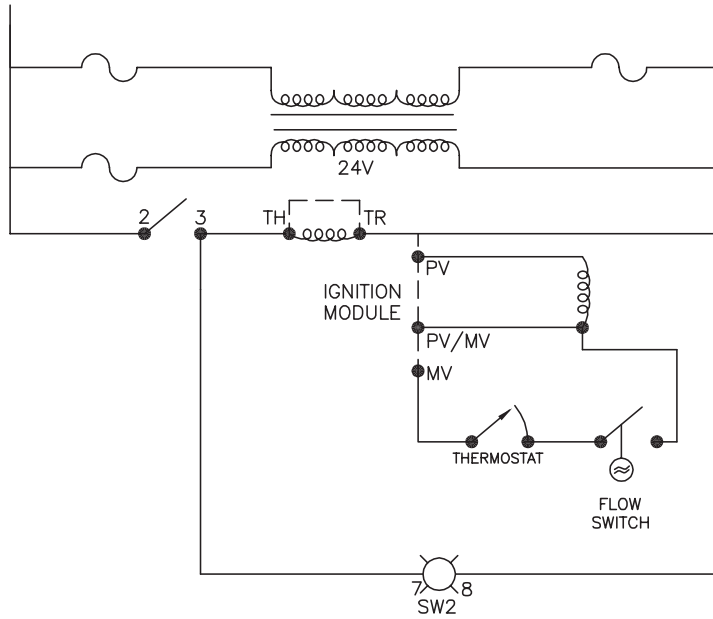 24V
2
3
TH
TR
PV
IGNITION
MODULE
PV/MV
MV
THERMOSTAT
FLOW
SWITCH
7
8
SW2